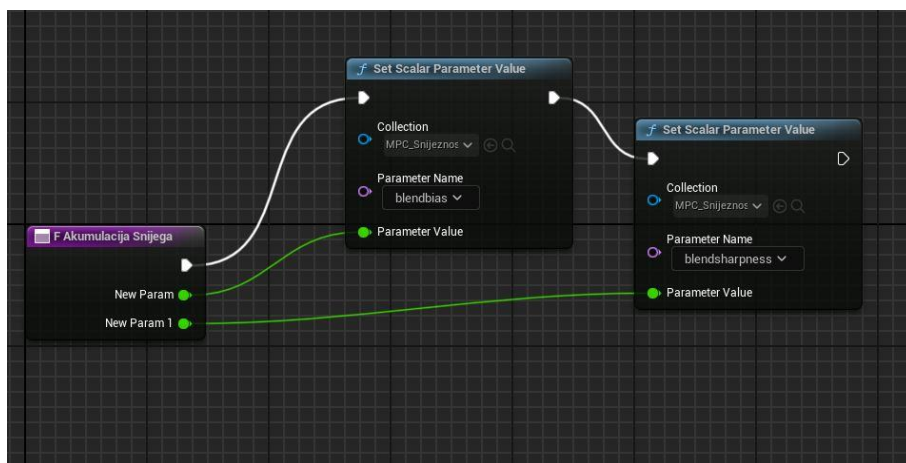 Set Scalar Parameter Value
Collection
MPC_Snijeznos
Parameter Name
blendbias
Parameter Value
Set Scalar Parameter Value
Collection
MPC_Snijeznos
Parameter Name
blendsharpness
Parameter Value
F Akumulacija Snijega
New Param
New Param 1